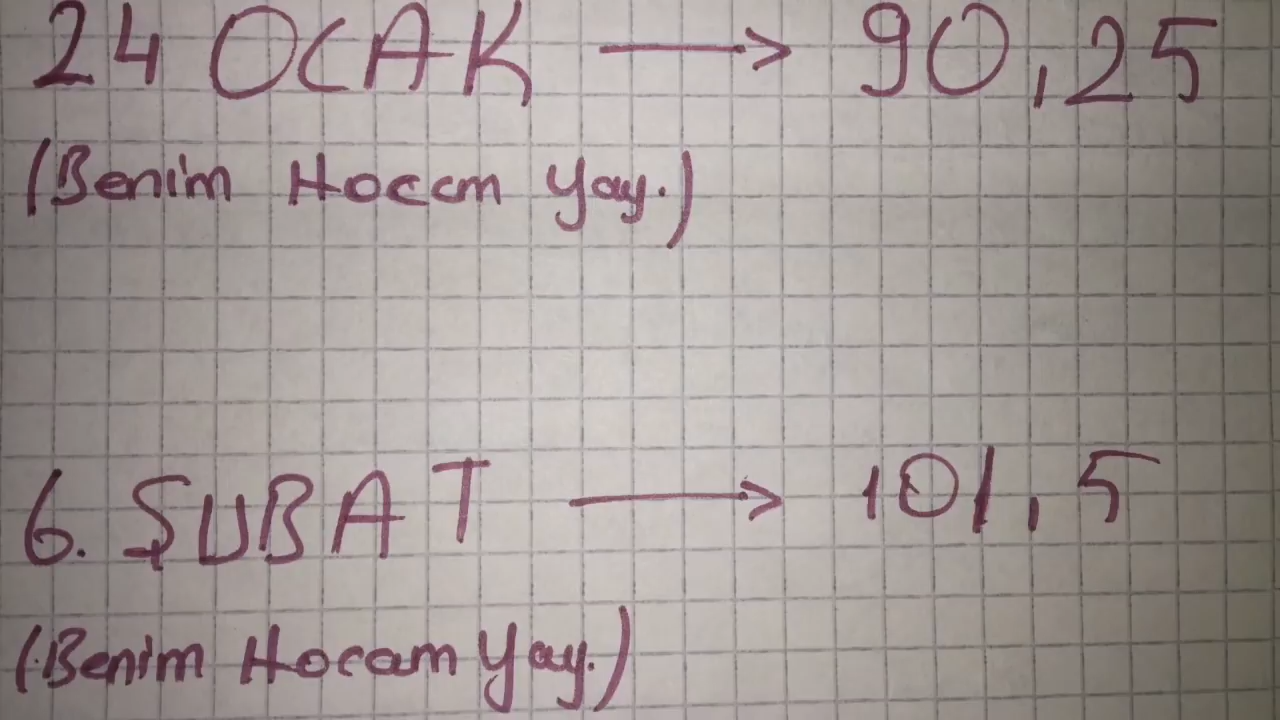 24 OCAK → 90,25
(Benim Hocam Yay.)
6. ŞUBAT → 101,5
(Benim Hocam Yay.)